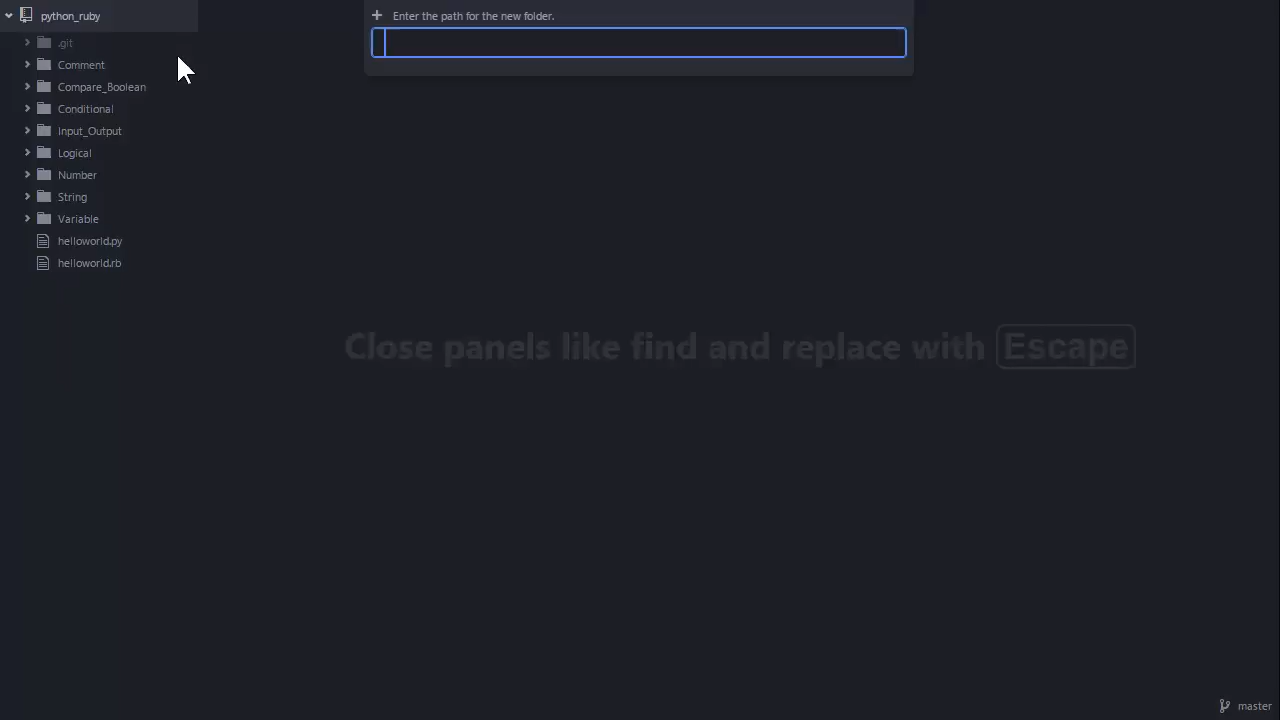 python_ruby
Enter the path for the new folder.
.git
Comment
Compare_Boolean
Conditional
Input_Output
Logical
Number
String
Variable
helloworld.py
helloworld.rb
Close panels like find and replace with Escape
master